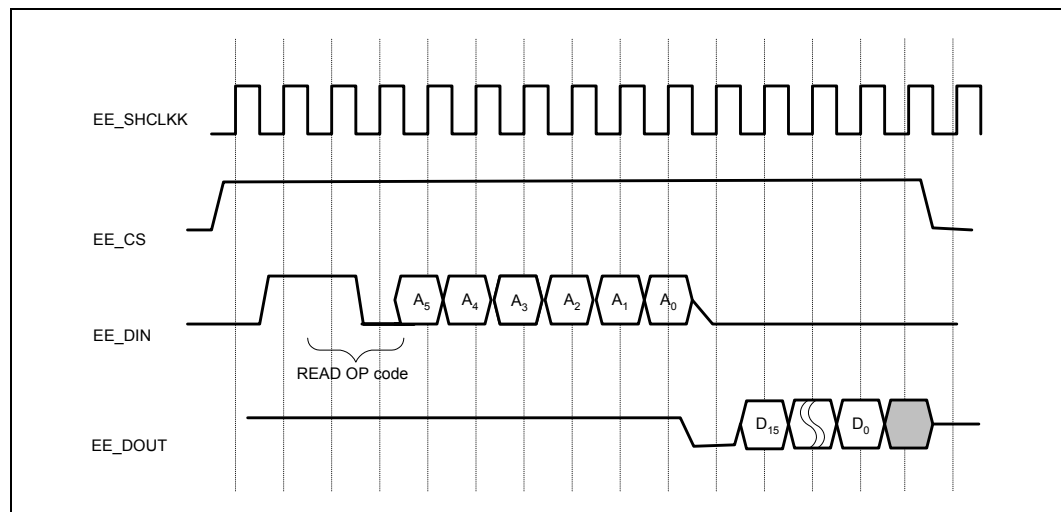 EE_SHCLKK
EE_CS
EE_DIN
A5 A4 A3 A2 A1 A0
READ OP code
EE_DOUT
D15 D0